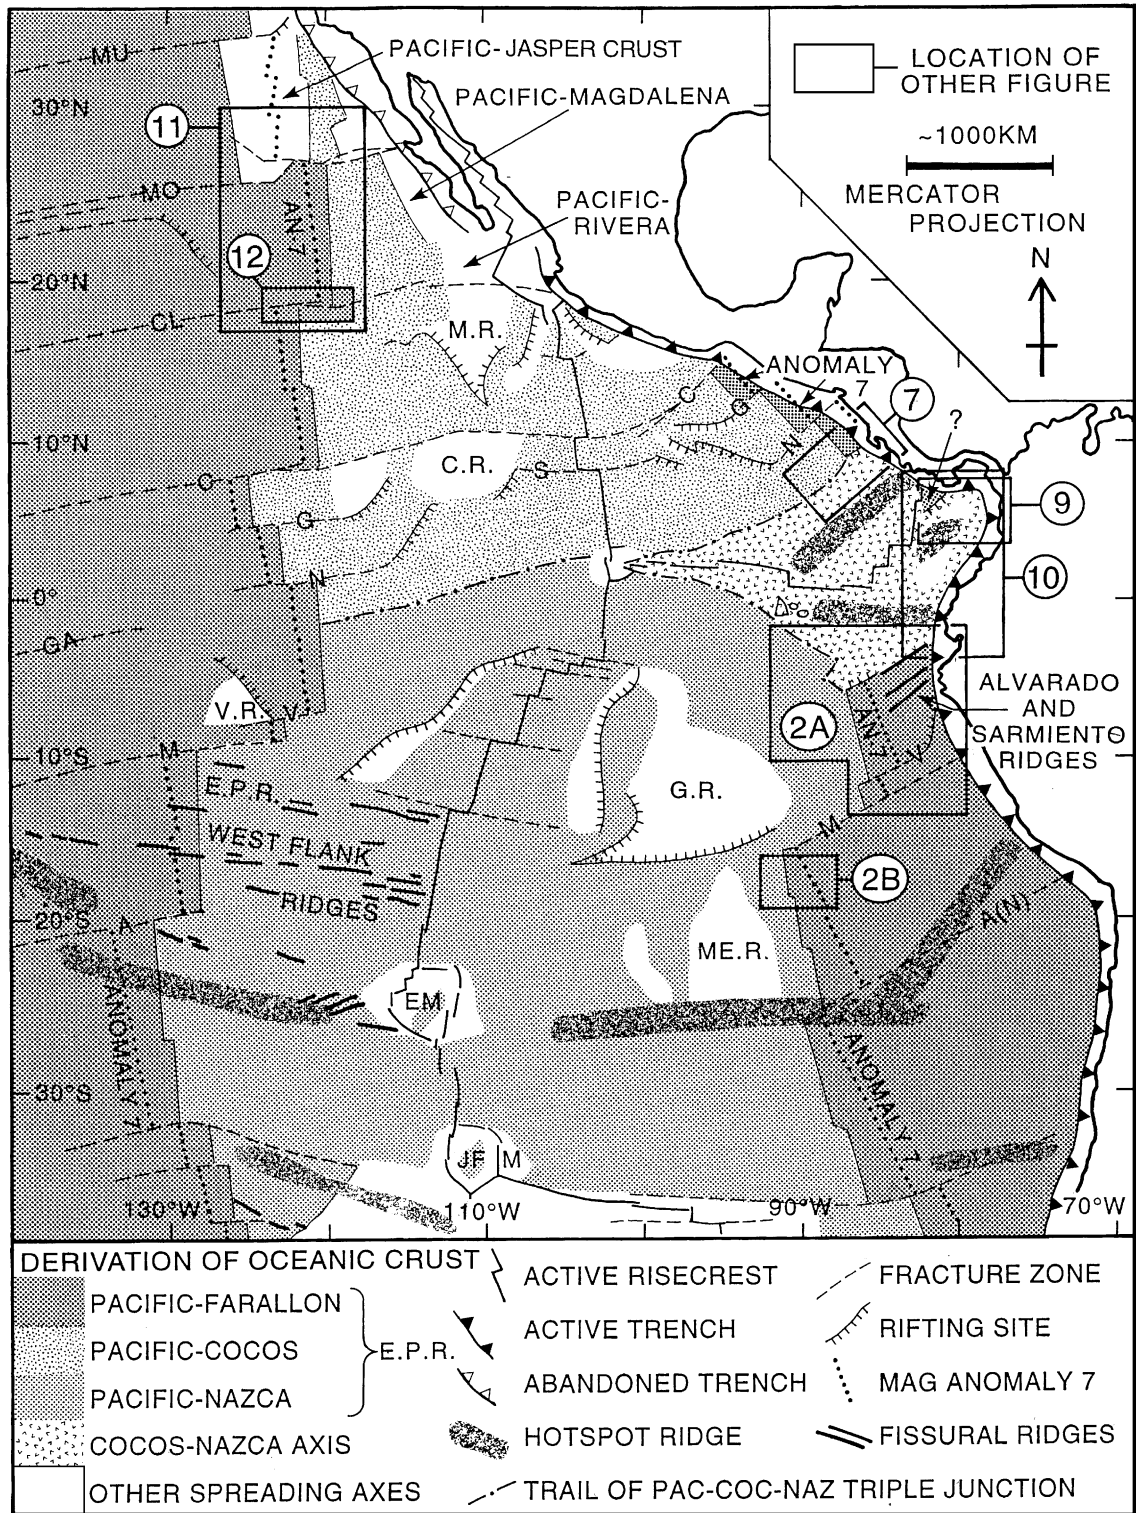 MU
PACIFIC-JASPER CRUST
LOCATION OF
OTHER FIGURE
30°N
PACIFIC-MAGDALENA
11
~1000KM
MO
PACIFIC-
RIVERA
MERCATOR
PROJECTION
AN 7
12
N
20°N
CL
M.R.
ANOMALY
7
7
?
C
G
10°N
N
C.R.
S
C
9
G
10
N
0°
GA
ALVARADO
AND
SARMIENTO
RIDGES
V.R.
V
2A
AN 7
V
10°S
M
E.P.R.
G.R.
M
WEST FLANK
2B
RIDGES
20°S
A
A(N)
ME.R.
EM
ANOMALY 7
ANOMALY 7
30°S
JF
M
130°W
110°W
90°W
70°W
DERIVATION OF OCEANIC CRUST
PACIFIC-FARALLON
PACIFIC-COCOS
E.P.R.
PACIFIC-NAZCA
COCOS-NAZCA AXIS
OTHER SPREADING AXES
ACTIVE RISECREST
ACTIVE TRENCH
ABANDONED TRENCH
HOTSPOT RIDGE
TRAIL OF PAC-COC-NAZ TRIPLE JUNCTION
FRACTURE ZONE
RIFTING SITE
MAG ANOMALY 7
FISSURAL RIDGES